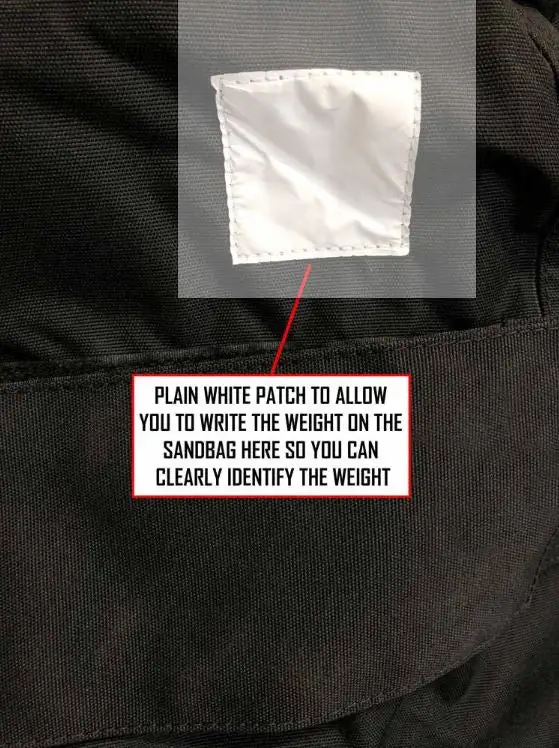 PLAIN WHITE PATCH TO ALLOW
YOU TO WRITE THE WEIGHT ON THE
SANDBAG HERE SO YOU CAN
CLEARLY IDENTIFY THE WEIGHT